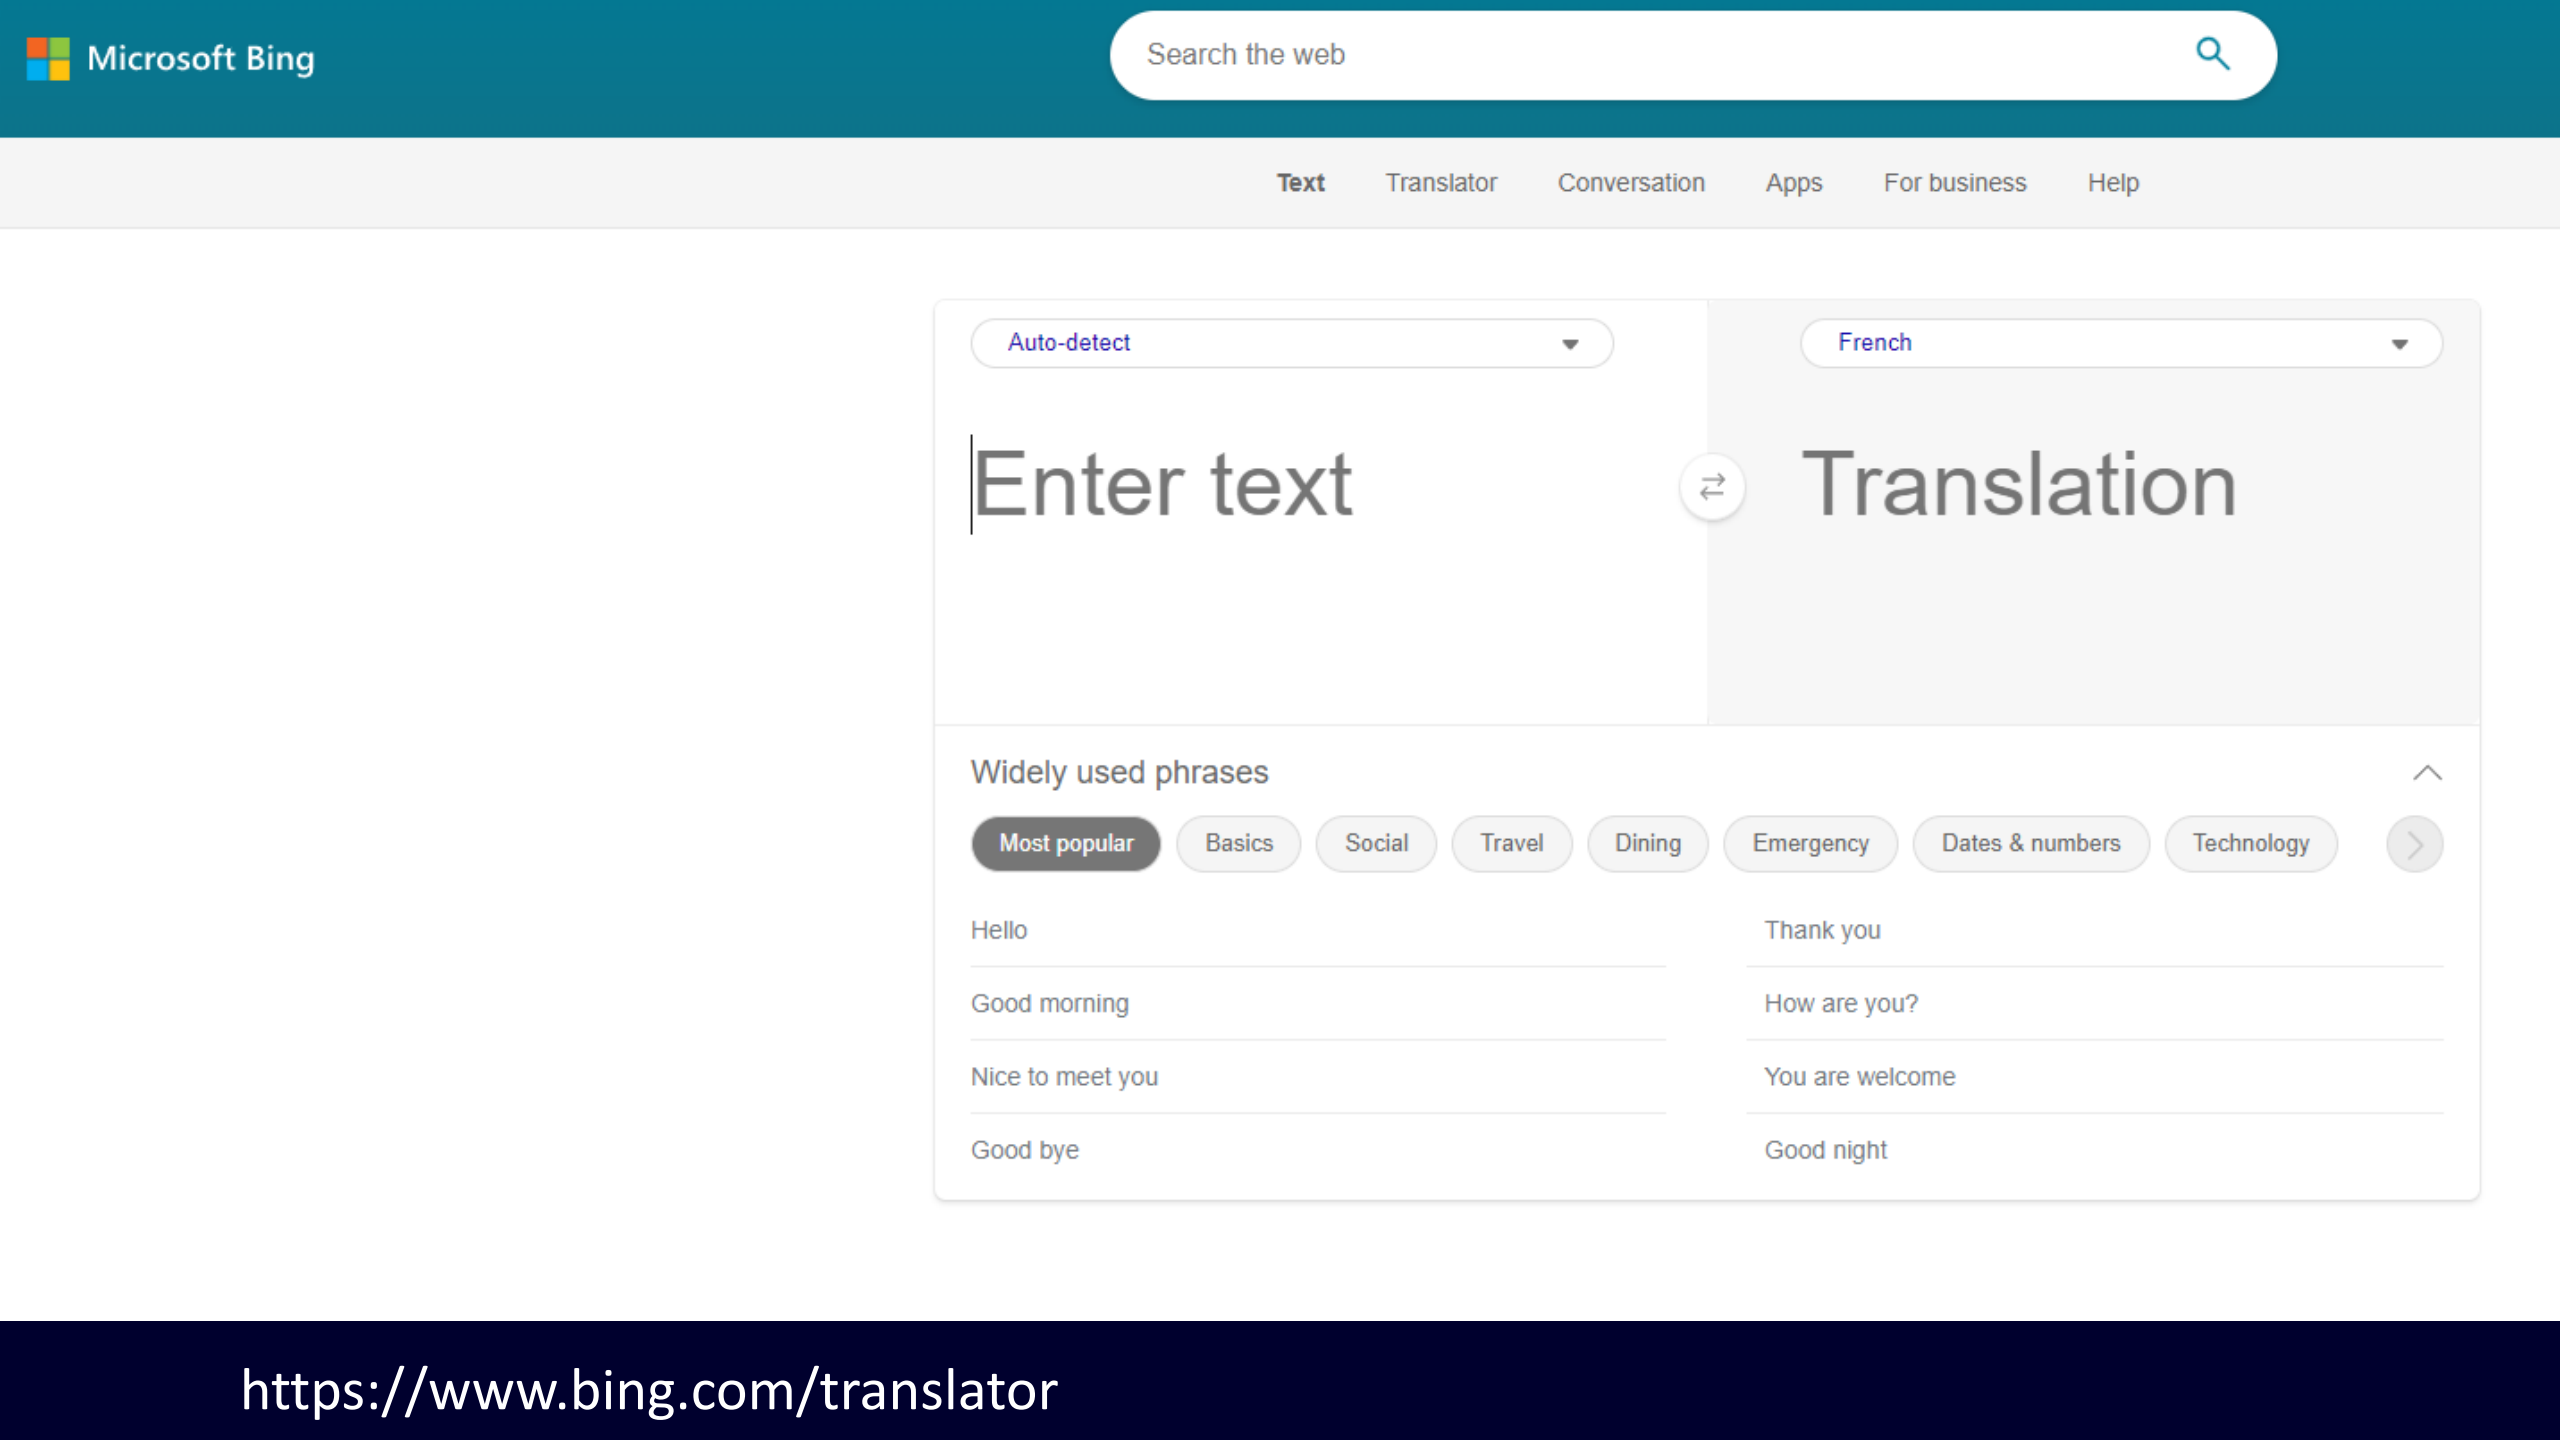 Microsoft Bing
Search the web
Text Translator Conversation Apps For business Help
Auto-detect
French
Enter text
Translation
Widely used phrases
Most popular Basics Social Travel Dining Emergency Dates & numbers Technology
Hello
Thank you
Good morning
How are you?
Nice to meet you
You are welcome
Good bye
Good night
https://www.bing.com/translator